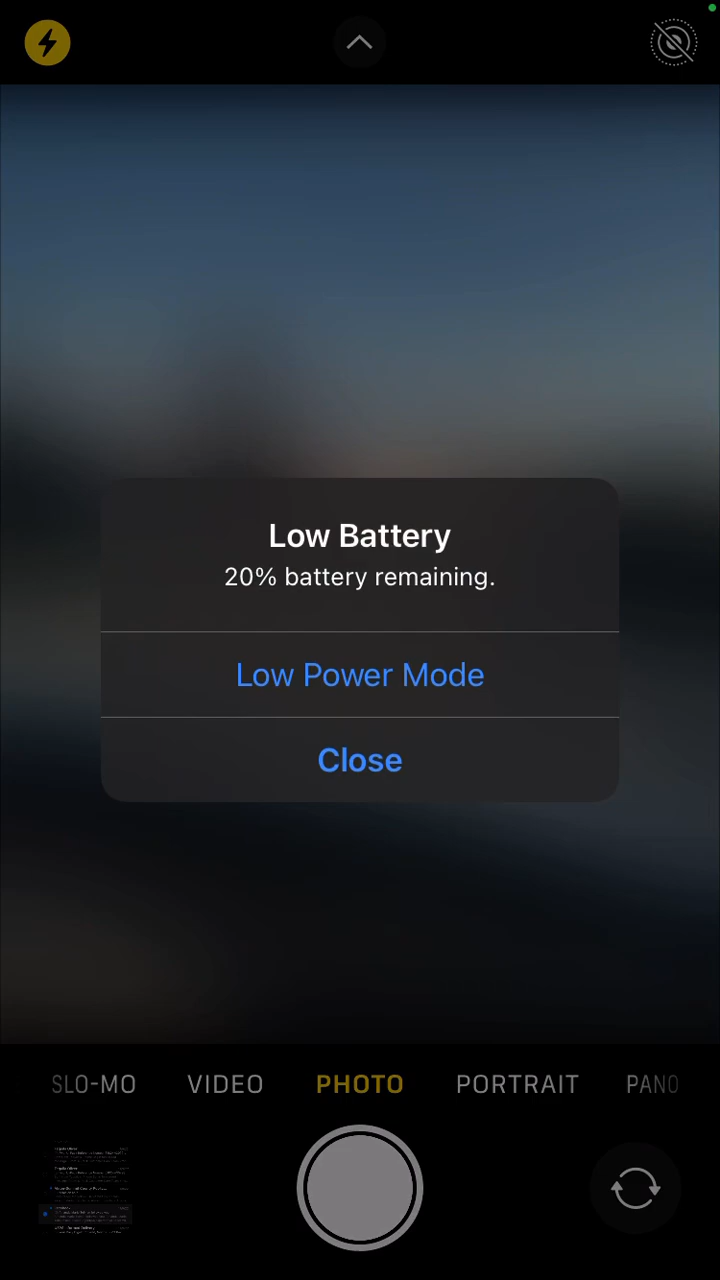 Low Battery
20% battery remaining.
Low Power Mode
Close
SLO-MO VIDEO PHOTO PORTRAIT PANO